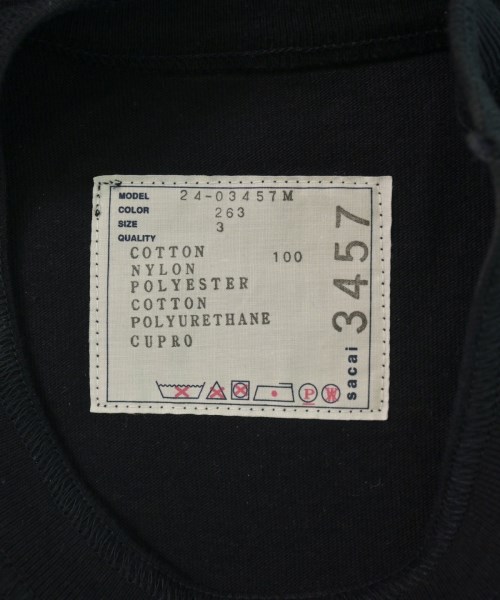 MODEL 24-03457M
COLOR 263
SIZE 3
QUALITY
COTTON 100
NYLON
POLYESTER
COTTON
POLYURETHANE
CUPRO
P W
sacai 3457